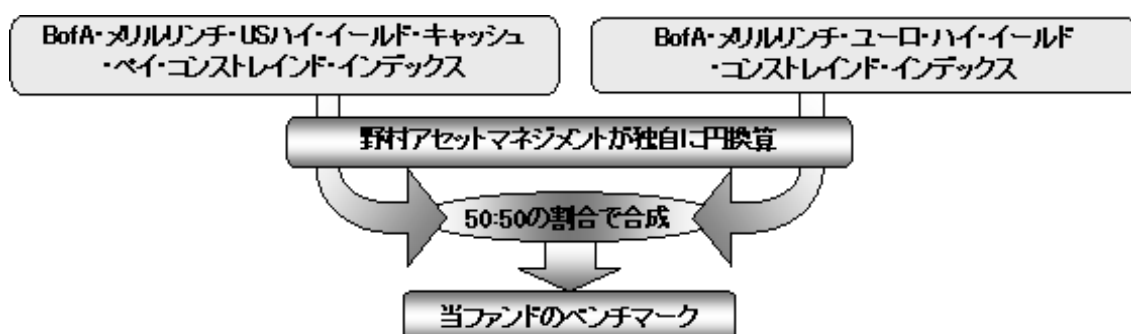 BofA・メリルリンチ・USハイ・イールド・キャッシュ
・ペイ・コンストレインド・インデックス
BofA・メリルリンチ・ユーロ・ハイ・イールド
・コンストレインド・インデックス
野村アセットマネジメントが独自に円換算
50:50の割合で合成
当ファンドのベンチマーク